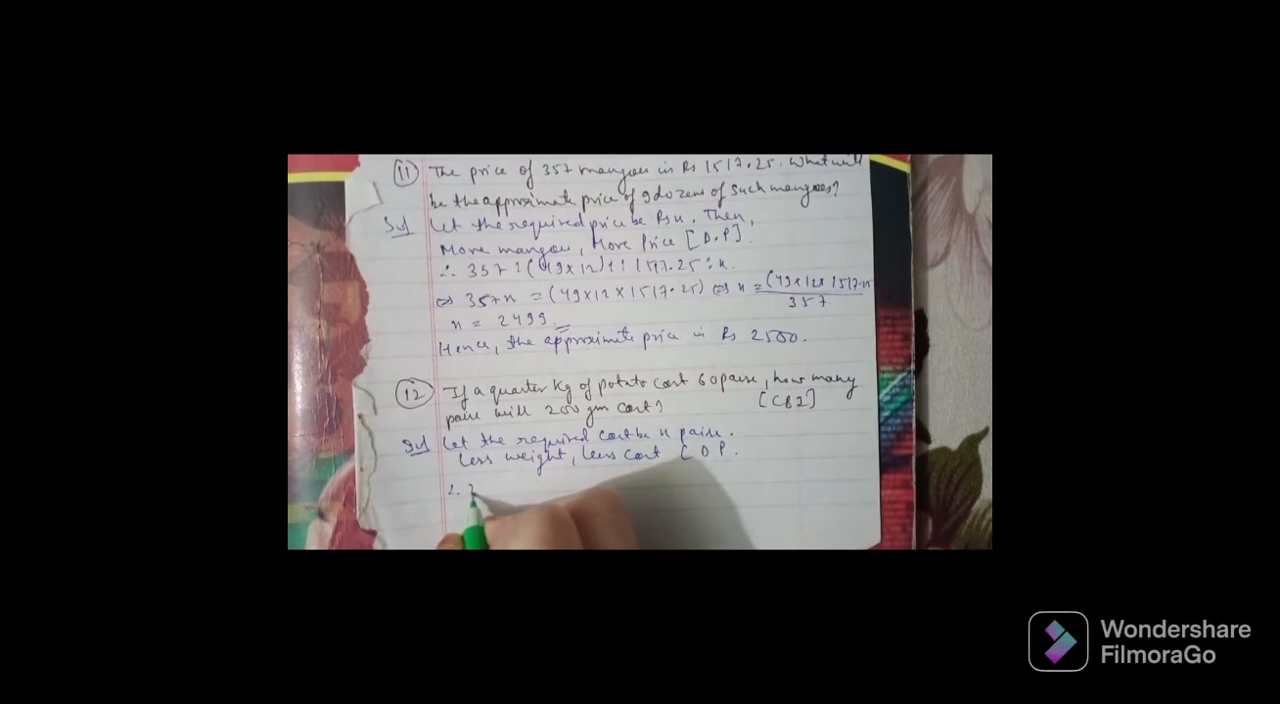 11 The price of 357 mangoes is Rs 1517.25. What will
be the approximate price of 9 dozens of such mangoes?
Sol Let the required price be Rs x. Then,
More mangoes, More Price [D.P].
∴ 357 : (49×12) :: 1517.25 : x.
⇔ 357x = (49×12×1517.25) ⇔ x = (49×12×1517.25
357
x = 2499
Hence, the approximate price is Rs 2500.
12 If a quarter kg of potato cost 60 paise, how many
paise will 200 gm cost? [CBI]
Sol Let the required cost be x paise.
Less weight, less cost [D P.
Wondershare
FilmoraGo